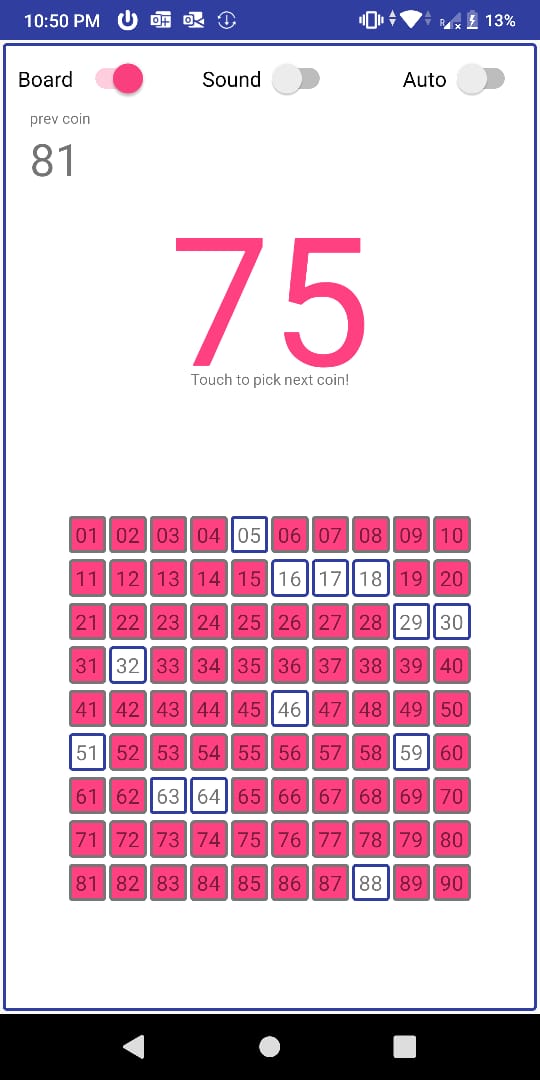 10:50 PM 13%
Board Sound Auto
prev coin
81
75
Touch to pick next coin!
01 02 03 04 05 06 07 08 09 10
11 12 13 14 15 16 17 18 19 20
21 22 23 24 25 26 27 28 29 30
31 32 33 34 35 36 37 38 39 40
41 42 43 44 45 46 47 48 49 50
51 52 53 54 55 56 57 58 59 60
61 62 63 64 65 66 67 68 69 70
71 72 73 74 75 76 77 78 79 80
81 82 83 84 85 86 87 88 89 90